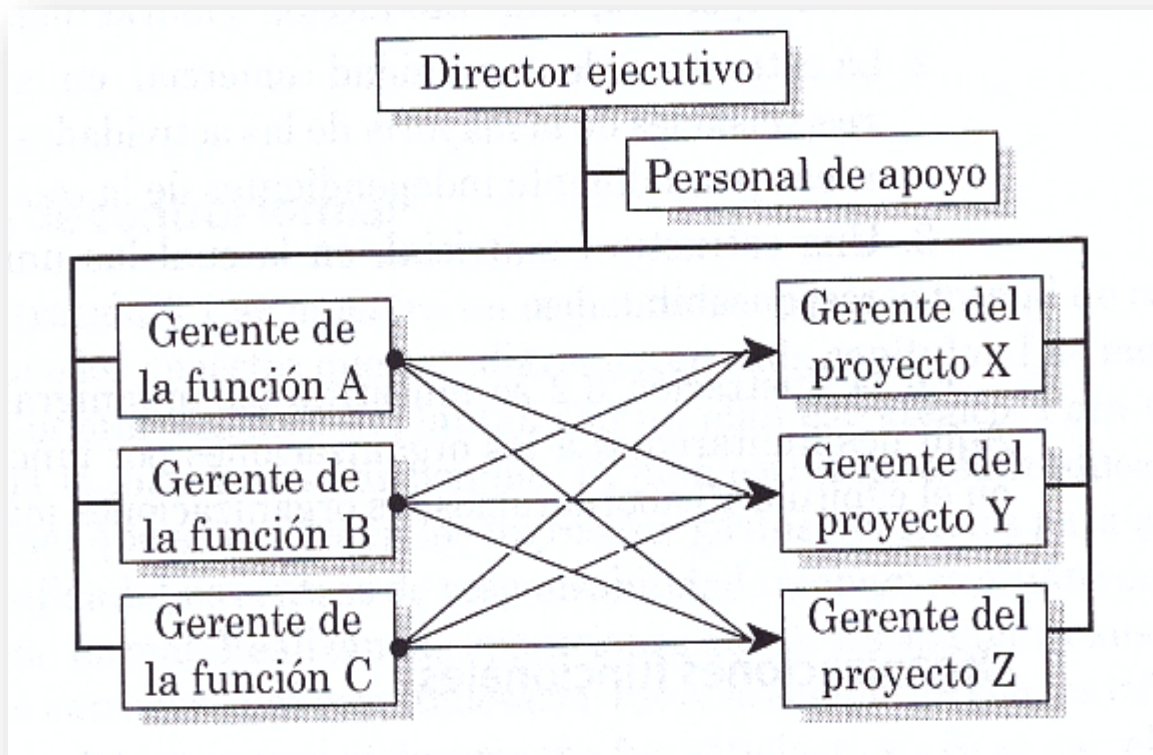 Director ejecutivo
Personal de apoyo
Gerente de
la función A
Gerente de
la función B
Gerente de
la función C
Gerente del
proyecto X
Gerente del
proyecto Y
Gerente del
proyecto Z